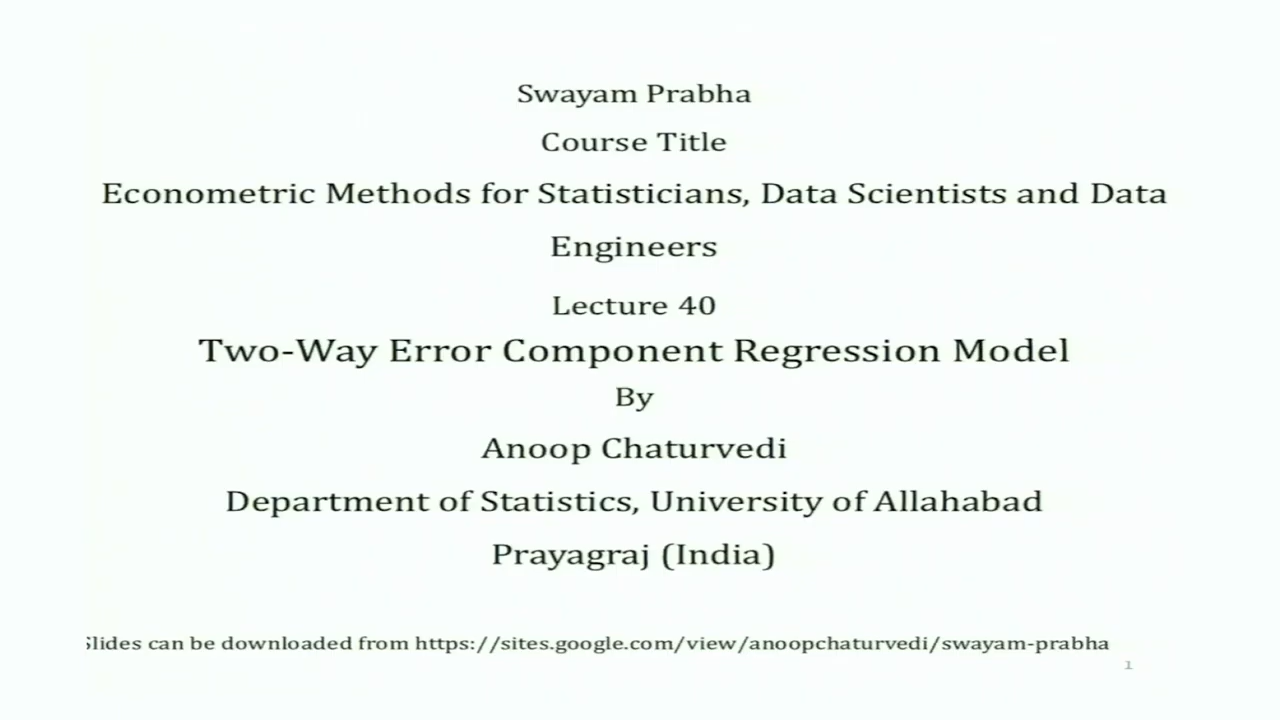 Swayam Prabha
Course Title
Econometric Methods for Statisticians, Data Scientists and Data
Engineers
Lecture 40
Two-Way Error Component Regression Model
By
Anoop Chaturvedi
Department of Statistics, University of Allahabad
Prayagraj (India)
Slides can be downloaded from https://sites.google.com/view/anoopchaturvedi/swayam-prabha
1